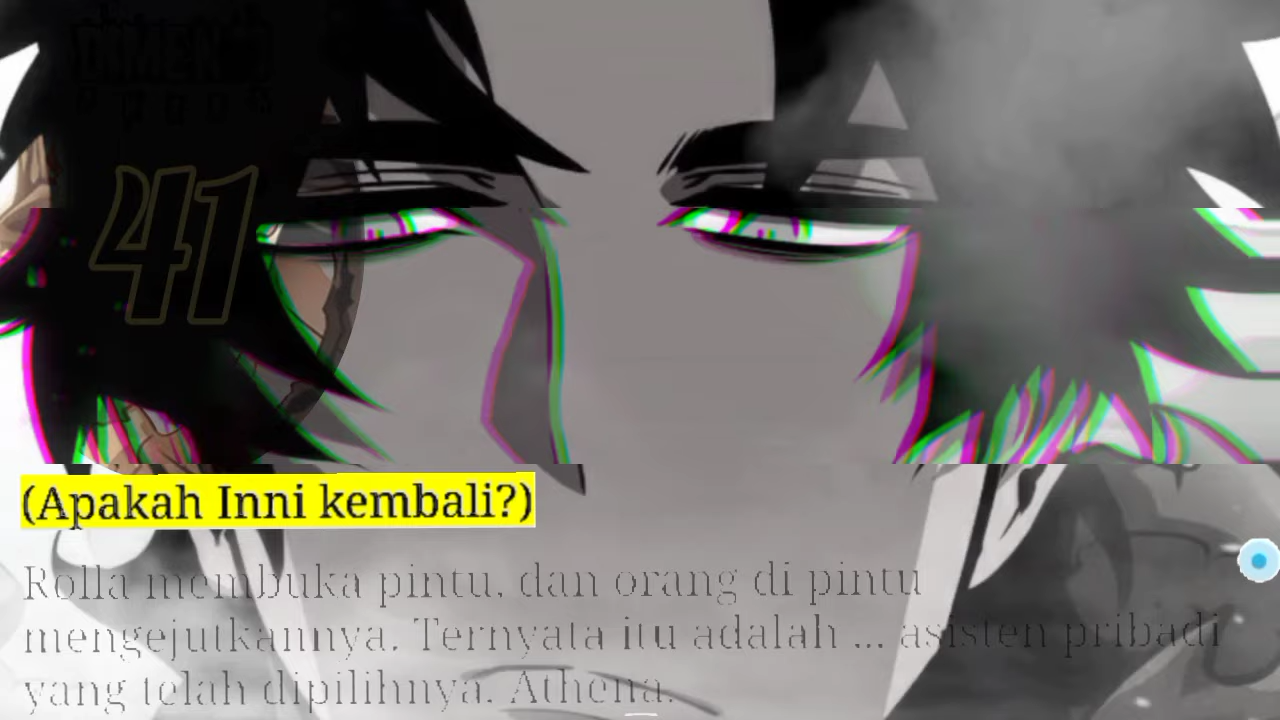 41
(Apakah Inni kembali?)
Rolla membuka pintu, dan orang di pintu
mengejutkannya. Ternyata itu adalah ... asisten pribadi
yang telah dipilihnya. Athena.